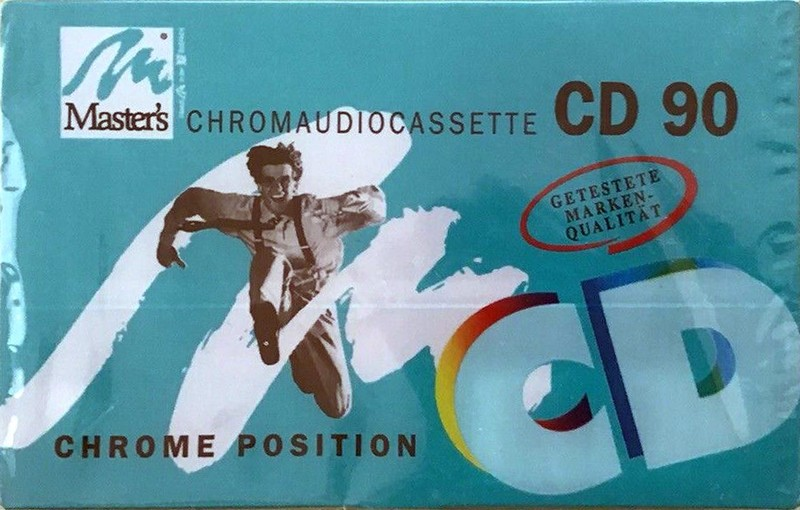 Master's
CHROMAUDIOCASSETTE CD 90
GETESTETE
MARKEN-
QUALITÄT
CD
CHROME POSITION